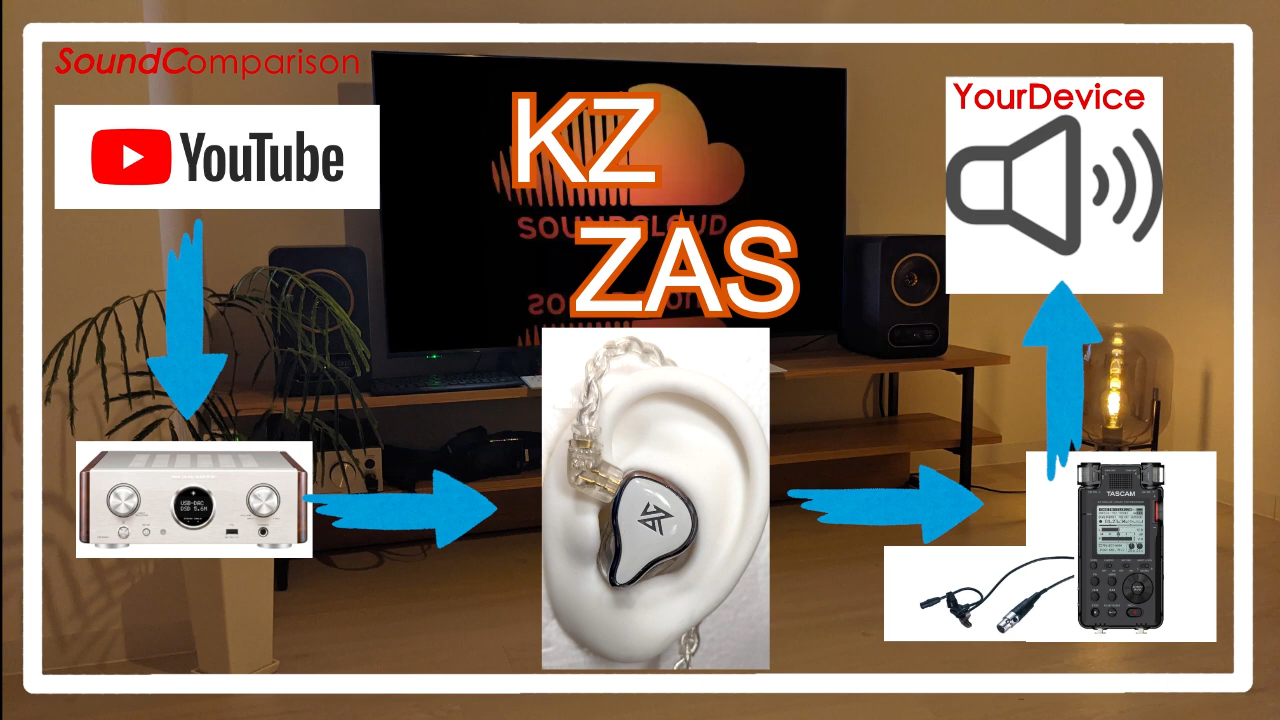 SoundComparison
YouTube
KZ
ZAS
YourDevice
SOUNDCLOUD
USB-DAC
DSD 5.6M
TASCAM